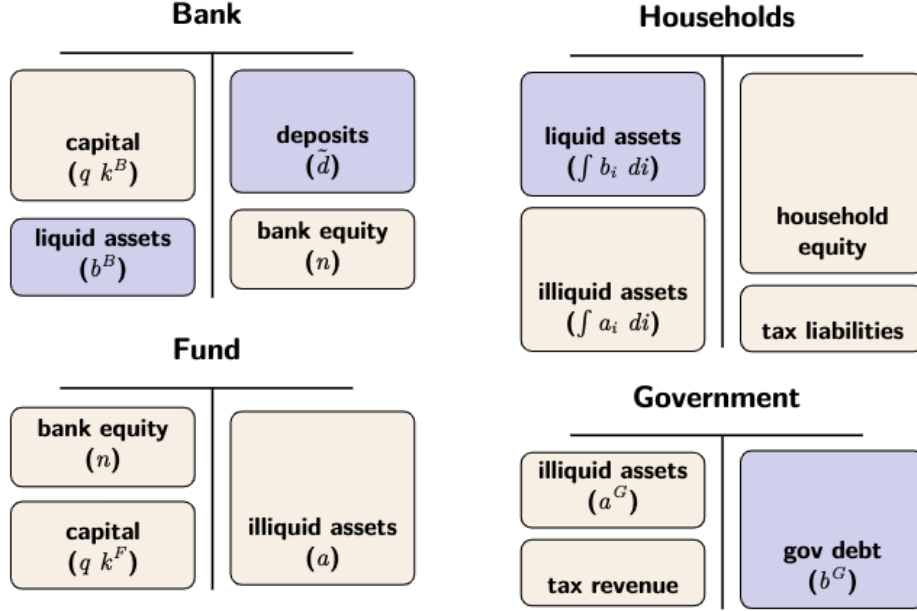 Bank
capital
(q k^B)
liquid assets
(b^B)
deposits
(d̃)
bank equity
(n)
Households
liquid assets
(∫ b_i di)
illiquid assets
(∫ a_i di)
household
equity
tax liabilities
Fund
bank equity
(n)
capital
(q k^F)
illiquid assets
(a)
Government
illiquid assets
(a^G)
tax revenue
gov debt
(b^G)